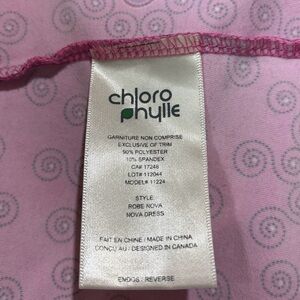 chloro
phylle
GARNITURE NON COMPRISE
EXCLUSIVE OF TRIM
90% POLYESTER
10% SPANDEX
CA# 17248
LOT# 112044
MODEL# 11224
STYLE
ROBE NOVA
NOVA DRESS
FAIT EN CHINE / MADE IN CHINA
CONÇU AU / DESIGNED IN CANADA
ENDOS / REVERSE